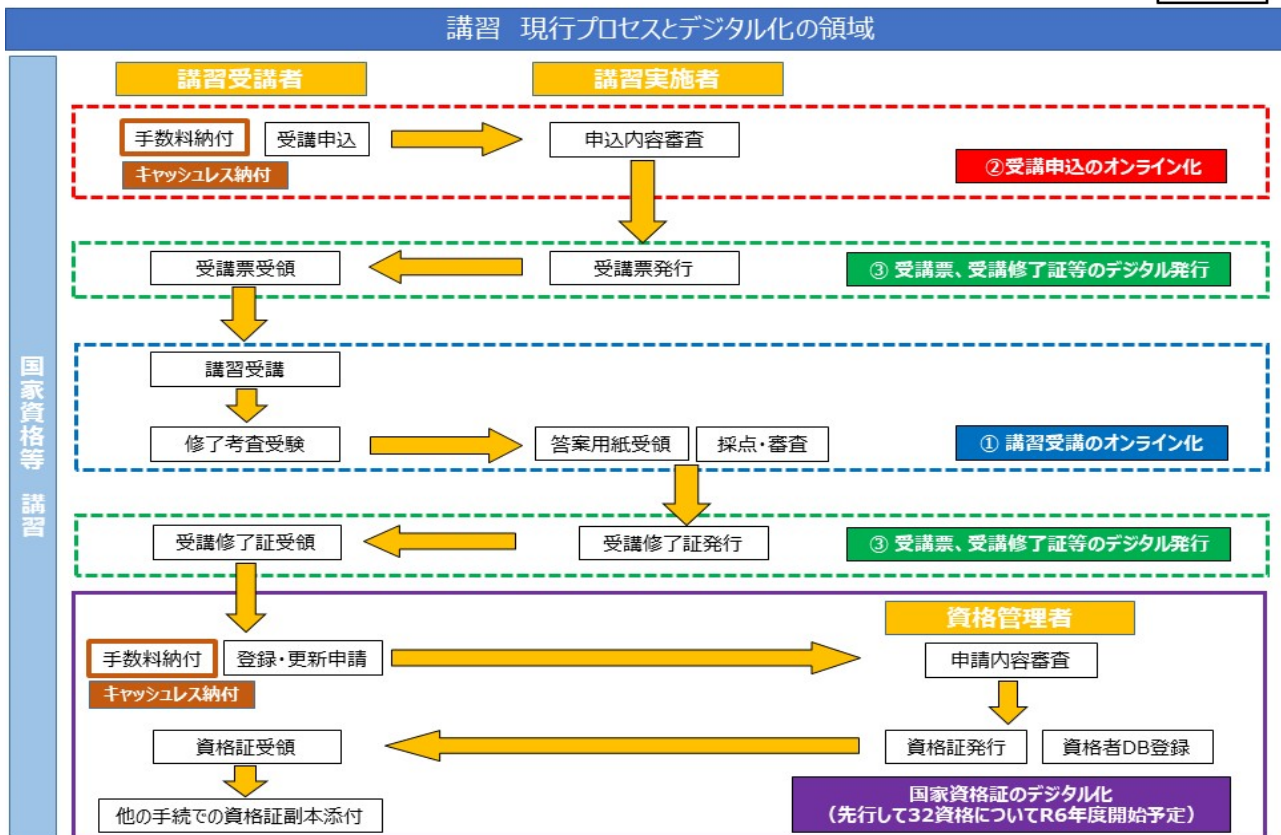 講習 現行プロセスとデジタル化の領域
国家資格等 講習
講習受講者
講習実施者
手数料納付
受講申込
申込内容審査
キャッシュレス納付
②受講申込のオンライン化
受講票受領
受講票発行
③ 受講票、受講修了証等のデジタル発行
講習受講
修了考査受験
答案用紙受領
採点・審査
① 講習受講のオンライン化
受講修了証受領
受講修了証発行
③ 受講票、受講修了証等のデジタル発行
資格管理者
手数料納付
登録・更新申請
申請内容審査
キャッシュレス納付
資格証受領
資格証発行
資格者DB登録
他の手続での資格証副本添付
国家資格証のデジタル化
（先行して32資格についてR6年度開始予定）